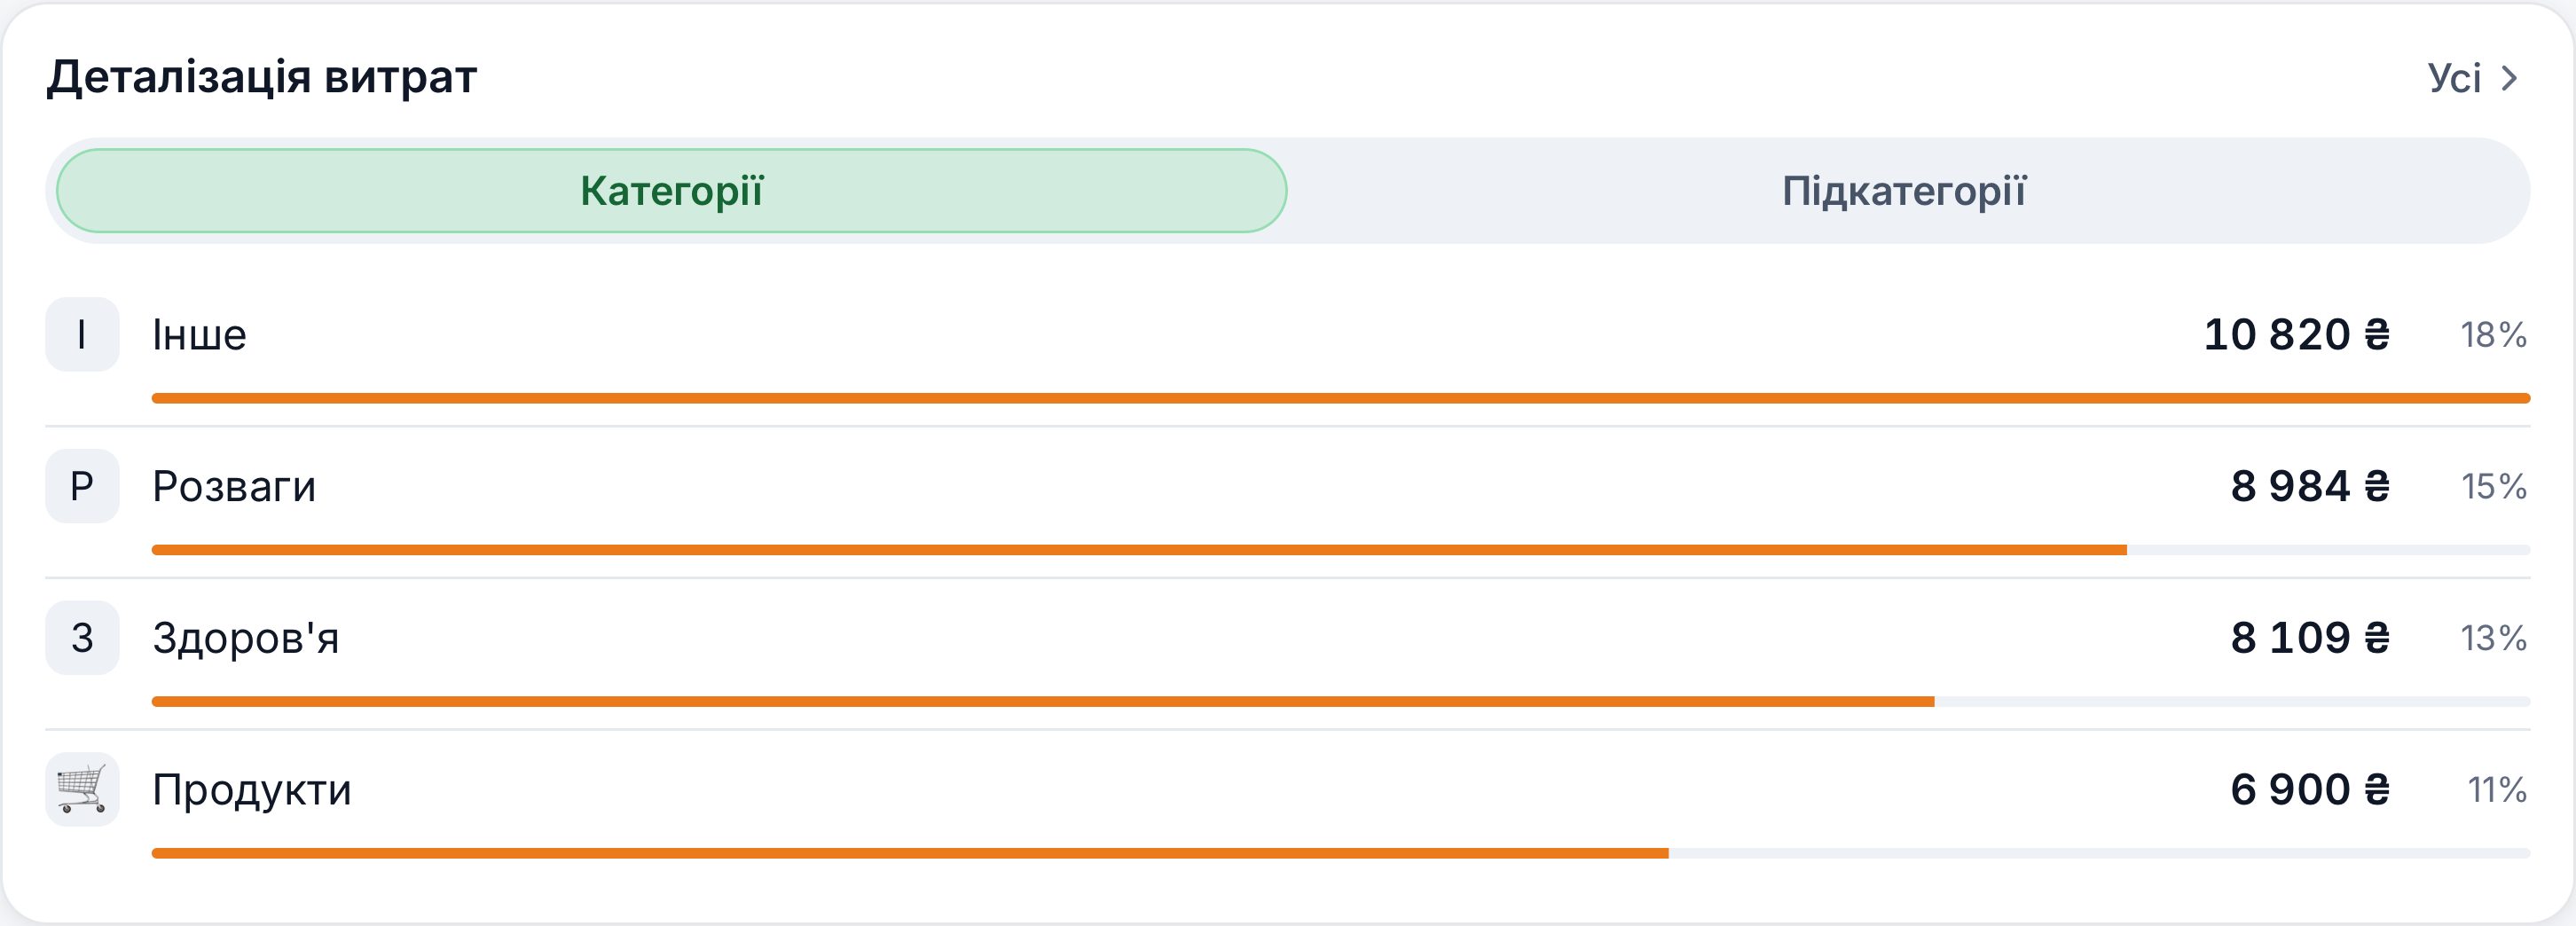 Деталізація витрат
Усі
Категорії
Підкатегорії
І Інше 10 820 ₴ 18%
Р Розваги 8 984 ₴ 15%
З Здоров'я 8 109 ₴ 13%
Продукти 6 900 ₴ 11%